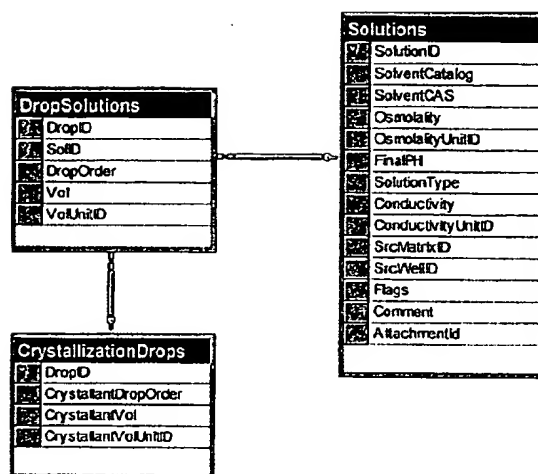 DropSolutions
DropID
SolID
DropOrder
Vol
VolUnitID
CrystallizationDrops
DropID
CrystallantDropOrder
CrystallantVol
CrystallantVolUnitID
Solutions
SolutionID
SolventCatalog
SolventCAS
Osmolality
OsmolalityUnitID
FinalPH
SolutionType
Conductivity
ConductivityUnitID
SrcMatrixID
SrcWellID
Flags
Comment
AttachmentId